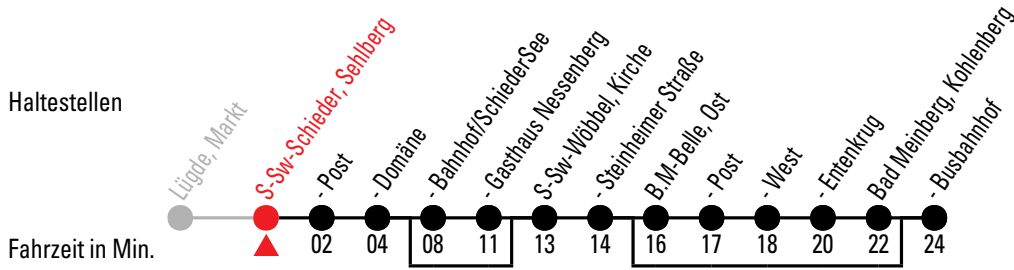 Haltestellen
Lügde, Markt
S-Sw-Schieder, Sehlberg
- Post
- Domäne
- Bahnhof/SchiederSee
- Gasthaus Nessenberg
S-Sw-Wöbbel, Kirche
- Steinheimer Straße
B.M-Belle, Ost
- Post
- West
- Entenkrug
Bad Meinberg, Kohlenberg
- Busbahnhof
Fahrzeit in Min.
02 04 08 11 13 14 16 17 18 20 22 24